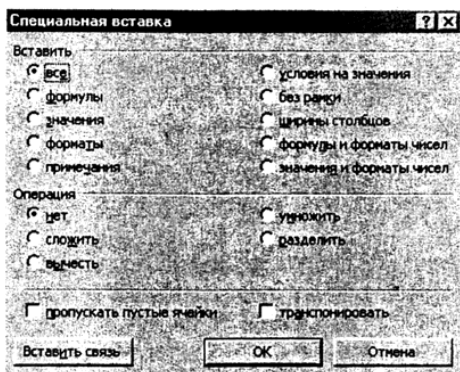 Специальная вставка
Вставить
все
условия на значения
формулы
без рамки
значения
ширины столбцов
форматы
формулы и форматы чисел
примечания
значения и форматы чисел
Операция
нет
умножить
сложить
разделить
вычесть
пропускать пустые ячейки
транспонировать
Вставить связь
ОК
Отмена